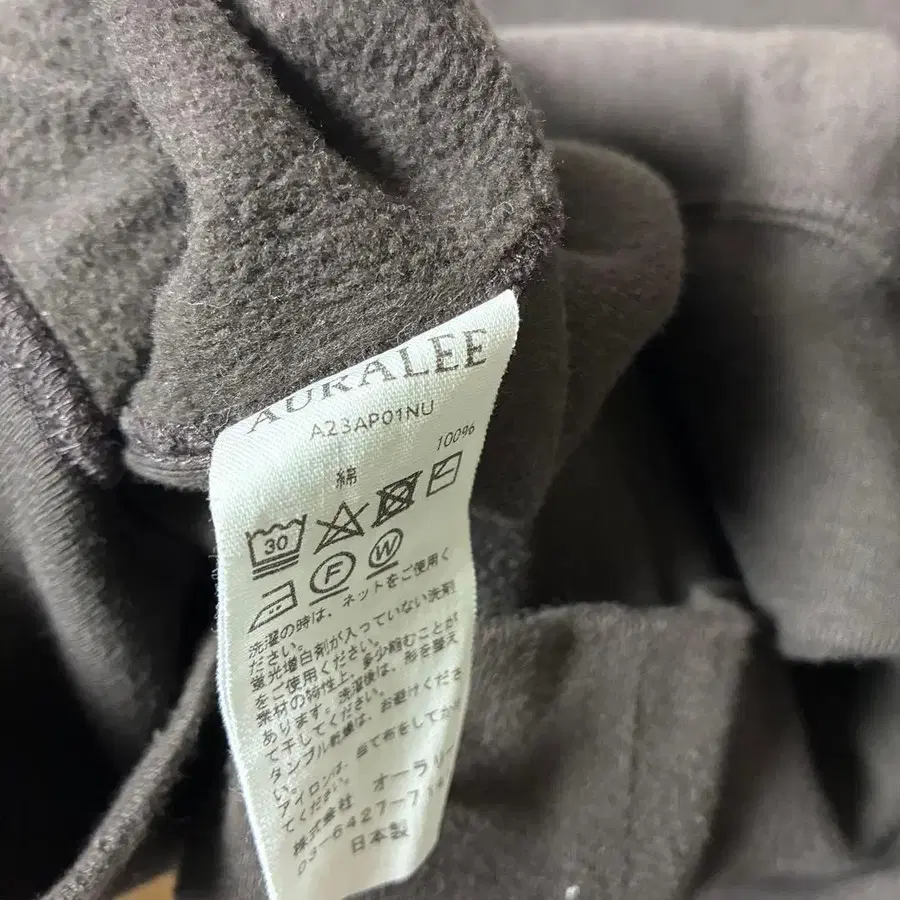 AURALEE
A23AP01NU
綿 100%
30
F W
洗濯の時は、ネットをご使用く
ださい。
蛍光増白剤が入っていない洗剤
をご使用ください。
素材の特性上、多少縮むことが
あります。洗濯後は、形を整え
て干してください。
タンブル乾燥は、お避けくださ
い。
アイロンは、当て布をしてか
てください。
株式会社 オーラリー
03-6427-71
日本製